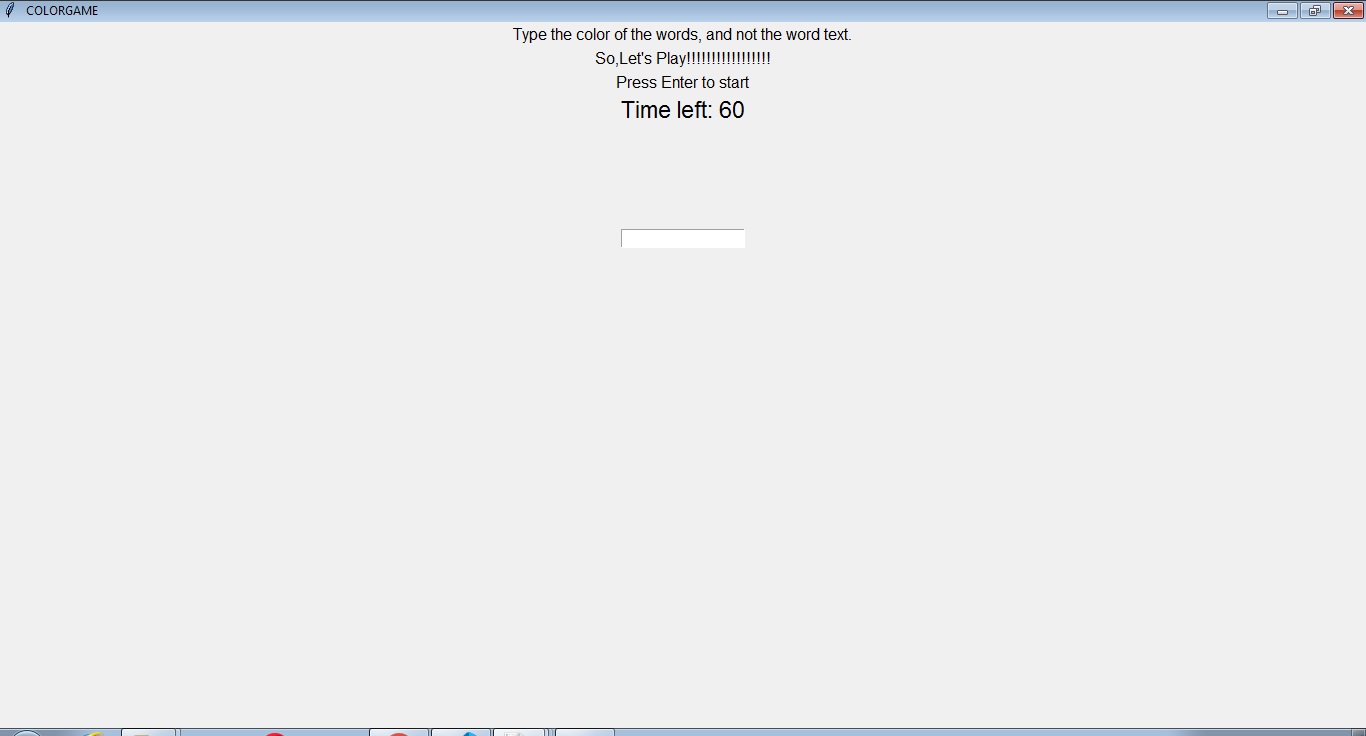 COLORGAME
Type the color of the words, and not the word text.
So,Let's Play!!!!!!!!!!!!!!!!!
Press Enter to start
Time left: 60